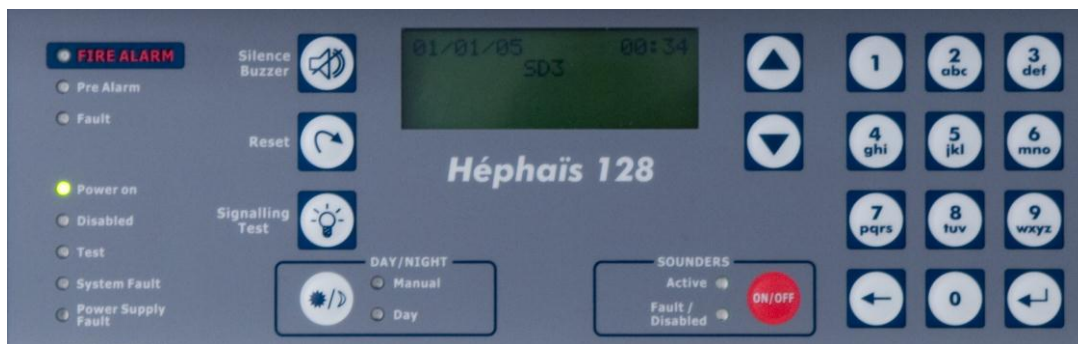 FIRE ALARM
Pre Alarm
Fault
Power on
Disabled
Test
System Fault
Power Supply
Fault
Silence
Buzzer
Reset
Signalling
Test
01/01/05 00:34
SD3
Héphaïs 128
DAY/NIGHT
Manual
Day
SOUNDERS
Active
Fault /
Disabled
ON/OFF
1
2
abc
3
def
4
ghi
5
jkl
6
mno
7
pqrs
8
tuv
9
wxyz
0